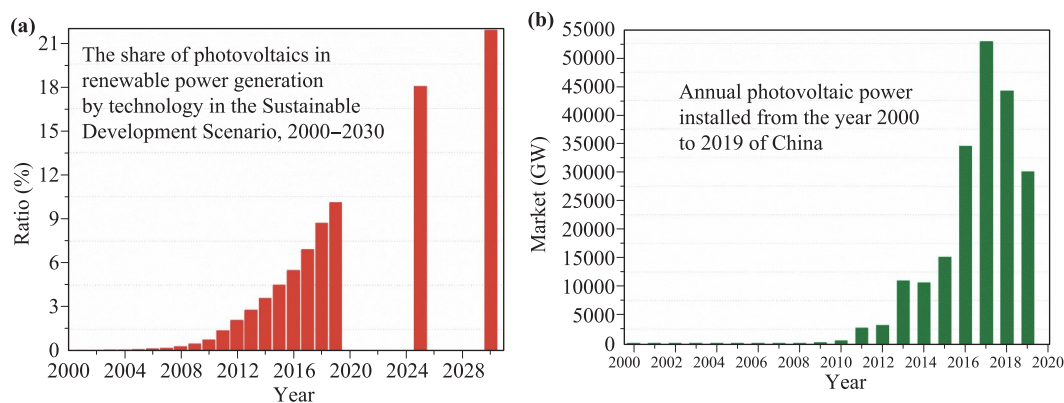 (a)
The share of photovoltaics in
renewable power generation
by technology in the Sustainable
Development Scenario, 2000–2030
Ratio (%)
21
18
15
12
9
6
3
0
2000 2004 2008 2012 2016 2020 2024 2028
Year
(b)
Annual photovoltaic power
installed from the year 2000
to 2019 of China
Market (GW)
55000
50000
45000
40000
35000
30000
25000
20000
15000
10000
5000
0
2000 2002 2004 2006 2008 2010 2012 2014 2016 2018 2020
Year